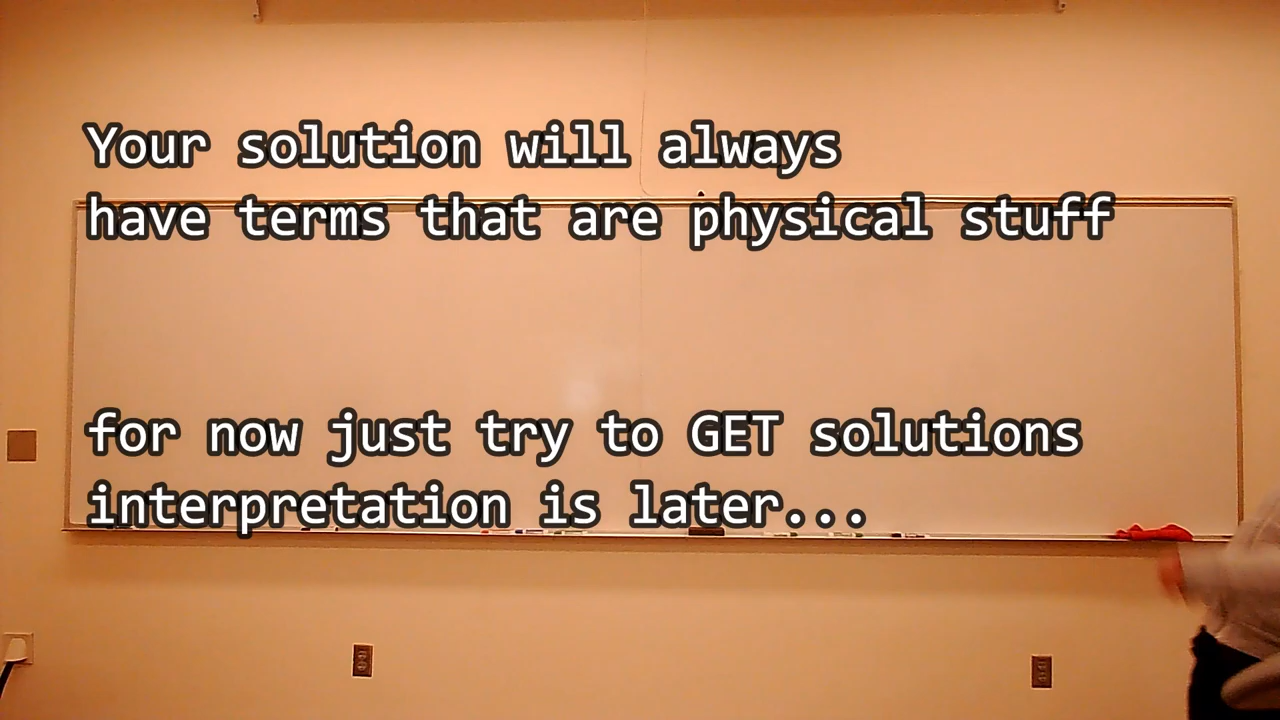 Your solution will always
have terms that are physical stuff
for now just try to GET solutions
interpretation is later...